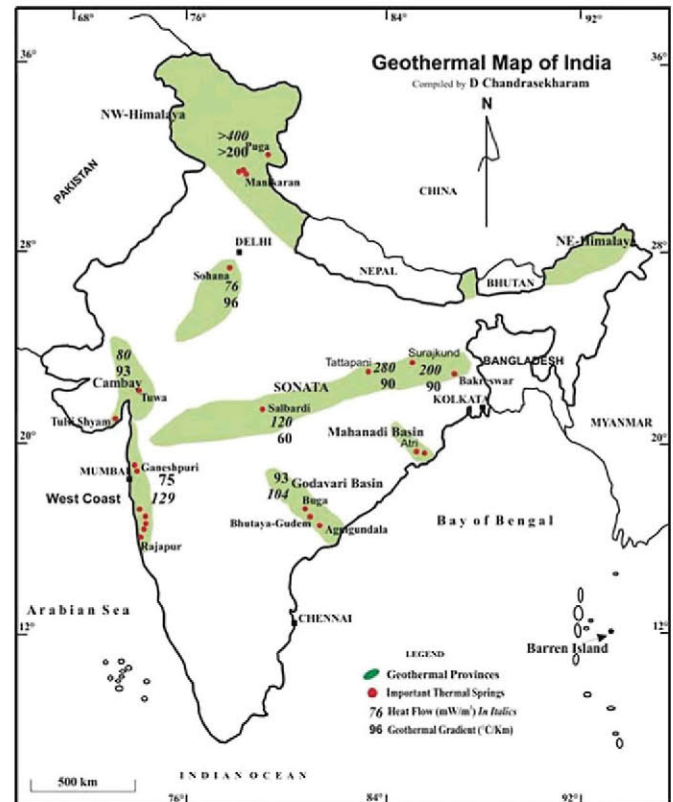 68°
76°
84°
92°
36°
36°
Geothermal Map of India
Compiled by D Chandrasekharam
N
NW-Himalaya
>400
Puga
>200
Manikaran
PAKISTAN
CHINA
DELHI
28°
28°
NE-Himalaya
NEPAL
BHUTAN
Sohana
76
96
80
93
Cambay
Tuwa
Tulsi Shyam
Tattapani
280
90
Surajkund
200
90
Bakreswar
BANGLADESH
KOLKATA
SONATA
Salbardi
120
60
MYANMAR
20°
20°
Mahanadi Basin
Atri
MUMBAI
Ganeshpuri
75
129
West Coast
Rajapur
93
104
Godavari Basin
Buga
Bhutaya-Gudem
Agnigundala
Bay of Bengal
Arabian Sea
12°
12°
CHENNAI
Barren Island
LEGEND
Geothermal Provinces
Important Thermal Springs
76 Heat Flow (mW/m²) In Italics
96 Geothermal Gradient (°C/Km)
500 km
INDIAN OCEAN
76°
84°
92°